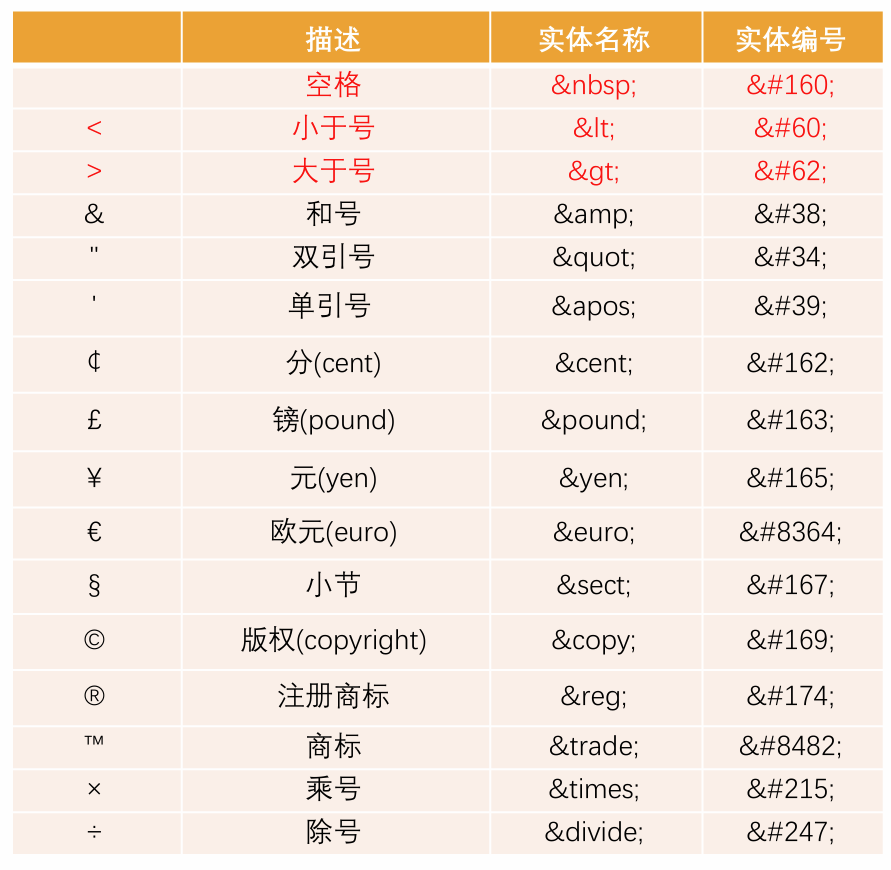 描述 实体名称 实体编号
空格 &nbsp; &#160;
< 小于号 &lt; &#60;
> 大于号 &gt; &#62;
& 和号 &amp; &#38;
" 双引号 &quot; &#34;
' 单引号 &apos; &#39;
¢ 分(cent) &cent; &#162;
£ 镑(pound) &pound; &#163;
¥ 元(yen) &yen; &#165;
€ 欧元(euro) &euro; &#8364;
§ 小节 &sect; &#167;
© 版权(copyright) &copy; &#169;
® 注册商标 &reg; &#174;
™ 商标 &trade; &#8482;
× 乘号 &times; &#215;
÷ 除号 &divide; &#247;